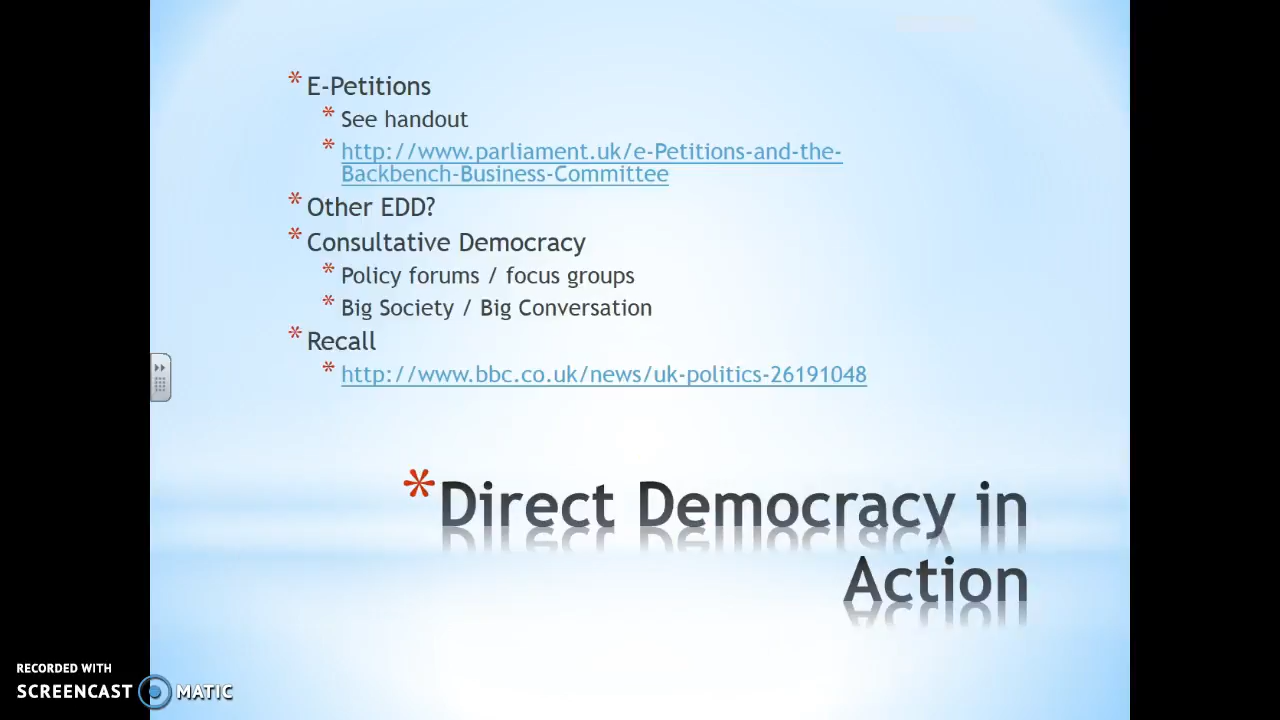 * E-Petitions
* See handout
* http://www.parliament.uk/e-Petitions-and-the-
Backbench-Business-Committee
* Other EDD?
* Consultative Democracy
* Policy forums / focus groups
* Big Society / Big Conversation
* Recall
* http://www.bbc.co.uk/news/uk-politics-26191048
* Direct Democracy in
Action
RECORDED WITH
SCREENCAST MATIC